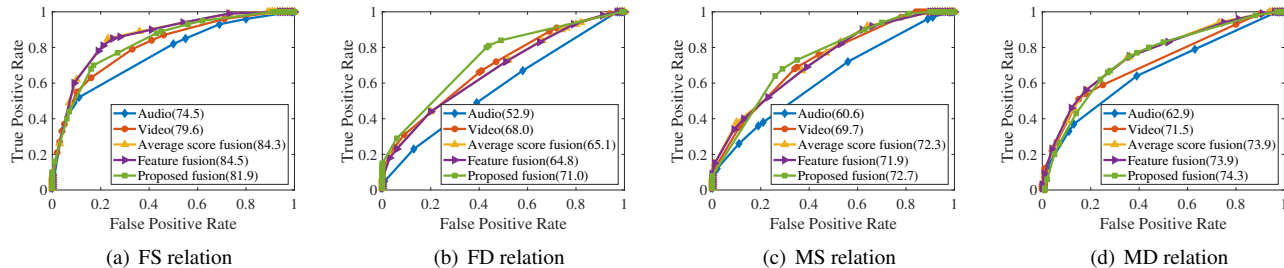 True Positive Rate
1
0.8
0.6
0.4
0.2
0
Audio(74.5)
Video(79.6)
Average score fusion(84.3)
Feature fusion(84.5)
Proposed fusion(81.9)
0 0.2 0.4 0.6 0.8 1
False Positive Rate
(a) FS relation
True Positive Rate
1
0.8
0.6
0.4
0.2
0
Audio(52.9)
Video(68.0)
Average score fusion(65.1)
Feature fusion(64.8)
Proposed fusion(71.0)
0 0.2 0.4 0.6 0.8 1
False Positive Rate
(b) FD relation
True Positive Rate
1
0.8
0.6
0.4
0.2
0
Audio(60.6)
Video(69.7)
Average score fusion(72.3)
Feature fusion(71.9)
Proposed fusion(72.7)
0 0.2 0.4 0.6 0.8 1
False Positive Rate
(c) MS relation
True Positive Rate
1
0.8
0.6
0.4
0.2
0
Audio(62.9)
Video(71.5)
Average score fusion(73.9)
Feature fusion(73.9)
Proposed fusion(74.3)
0 0.2 0.4 0.6 0.8 1
False Positive Rate
(d) MD relation